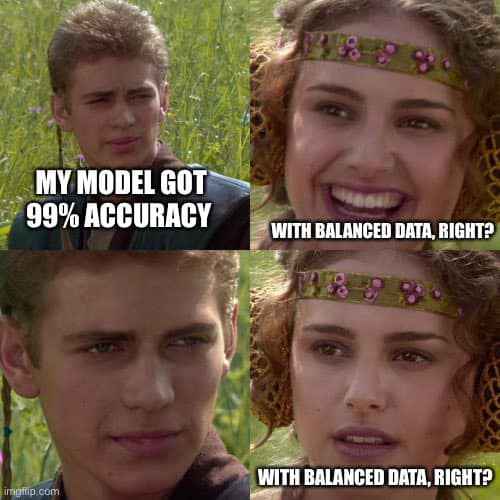 MY MODEL GOT
99% ACCURACY
WITH BALANCED DATA, RIGHT?
WITH BALANCED DATA, RIGHT?
imgflip.com